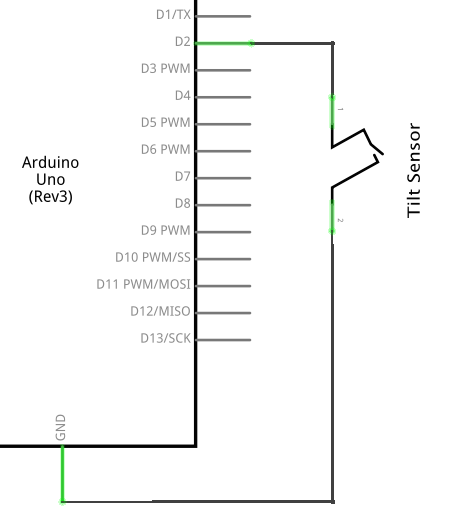 D1/TX
D2
D3 PWM
D4
D5 PWM
D6 PWM
D7
D8
D9 PWM
D10 PWM/SS
D11 PWM/MOSI
D12/MISO
D13/SCK
Arduino
Uno
(Rev3)
GND
1
2
Tilt Sensor